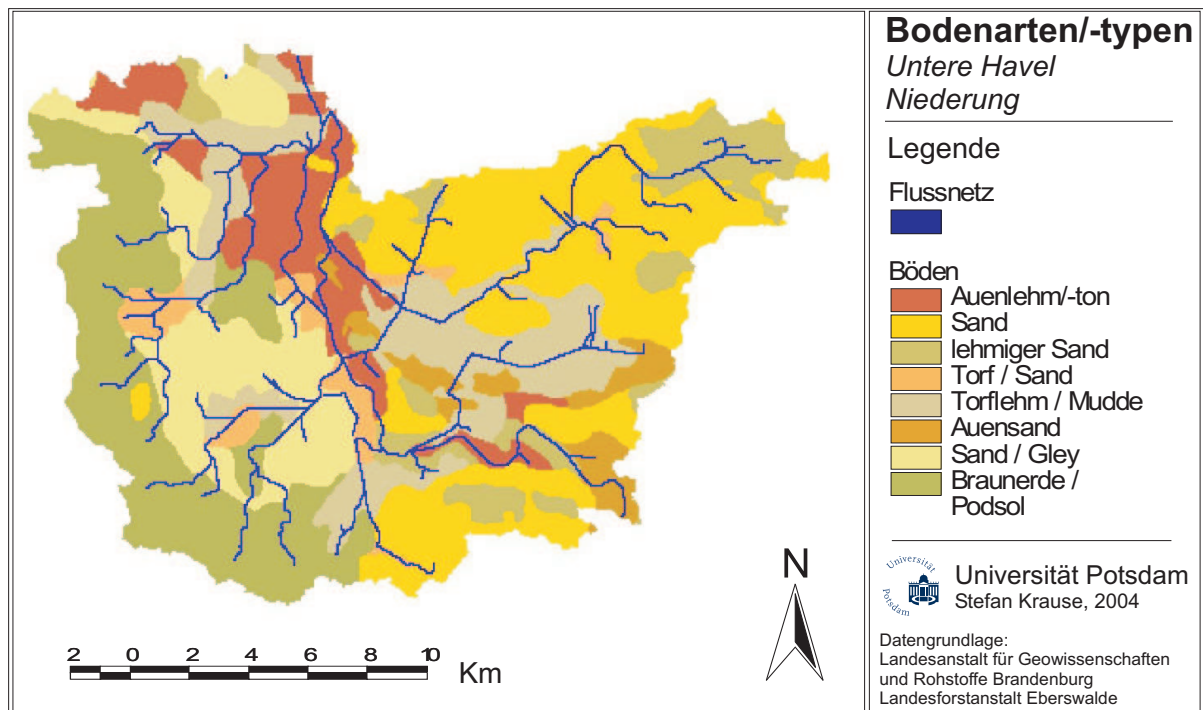 Bodenarten/-typen
Untere Havel
Niederung
Legende
Flussnetz
Böden
Auenlehm/-ton
Sand
lehmiger Sand
Torf / Sand
Torflehm / Mudde
Auensand
Sand / Gley
Braunerde /
Podsol
Universität
Potsdam
Universität Potsdam
Stefan Krause, 2004
Datengrundlage:
Landesanstalt für Geowissenschaften
und Rohstoffe Brandenburg
Landesforstanstalt Eberswalde
N
2 0 2 4 6 8 10
Km